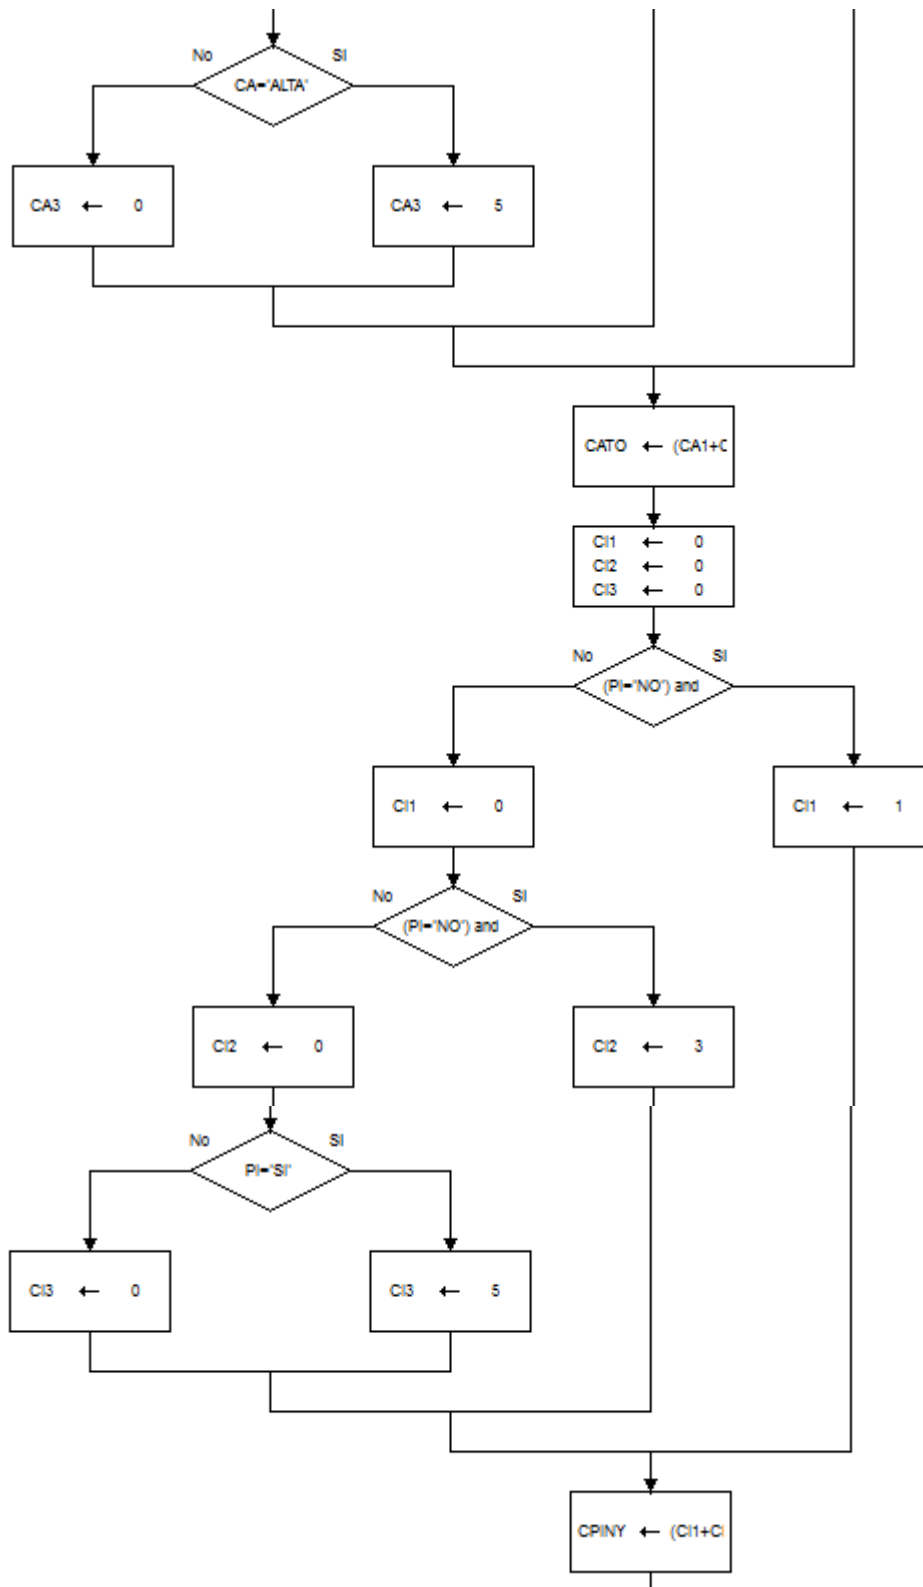 No SI
CA='ALTA'
CA3 ← 0
CA3 ← 5
CATO ← (CA1+C
CI1 ← 0
CI2 ← 0
CI3 ← 0
No SI
(PI='NO') and
CI1 ← 0
CI1 ← 1
No SI
(PI='NO') and
CI2 ← 0
CI2 ← 3
No SI
PI='SI'
CI3 ← 0
CI3 ← 5
CPINY ← (CI1+CI